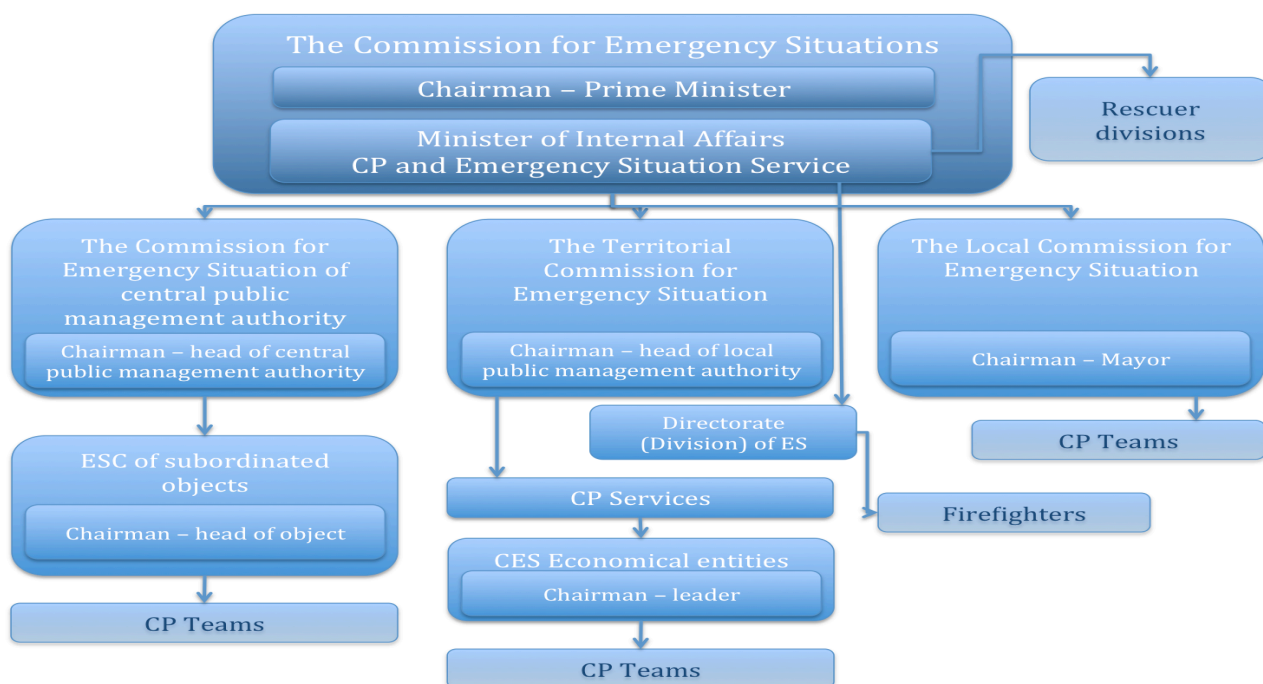 The Commission for Emergency Situations
Chairman – Prime Minister
Minister of Internal Affairs
CP and Emergency Situation Service
Rescuer
divisions
The Commission for
Emergency Situation of
central public
management authority
Chairman – head of central
public management authority
The Territorial
Commission for
Emergency Situation
Chairman – head of local
public management authority
The Local Commission for
Emergency Situation
Chairman – Mayor
Directorate
(Division) of ES
CP Teams
ESC of subordinated
objects
Chairman – head of object
CP Services
Firefighters
CES Economical entities
Chairman – leader
CP Teams
CP Teams